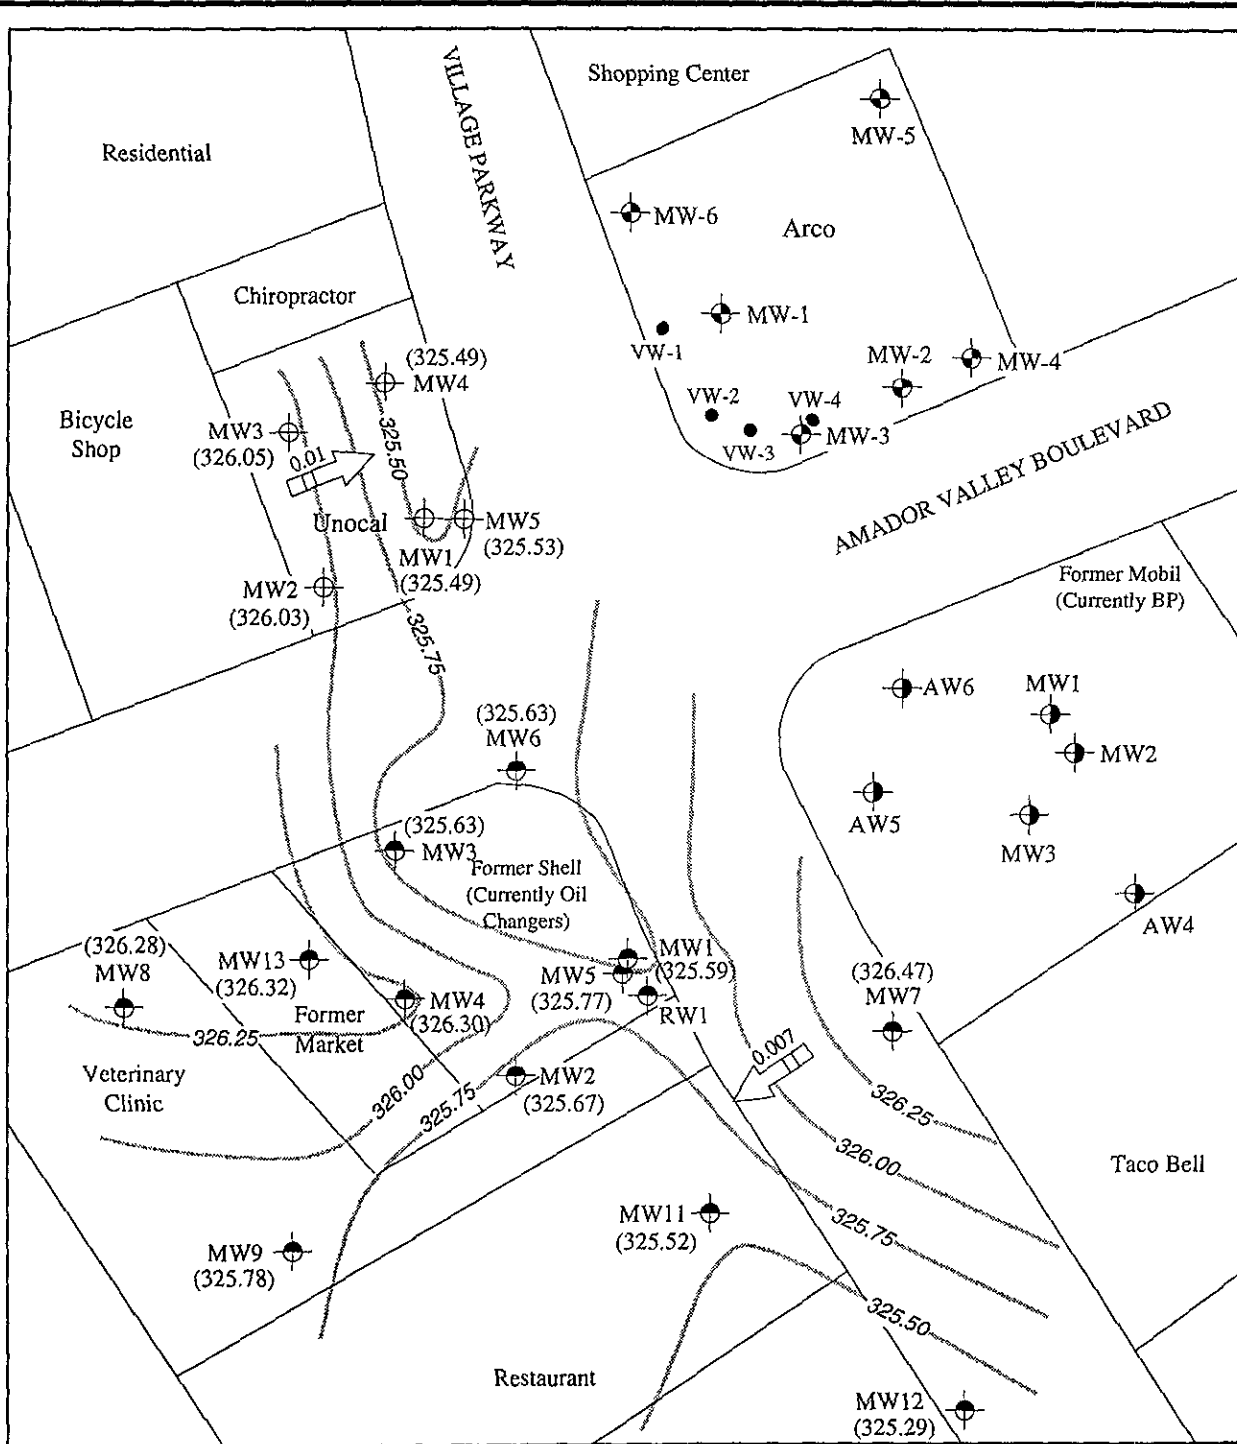 Shopping Center
VILLAGE PARKWAY
MW-5
Residential
MW-6
Arco
Chiropractor
MW-1
VW-1
(325.49)
MW4
MW-2
MW-4
Bicycle
Shop
MW3
(326.05)
0.01
325.50
VW-2
VW-4
VW-3
MW-3
AMADOR VALLEY BOULEVARD
Unocal
MW5
(325.53)
MW1
(325.49)
MW2
(326.03)
Former Mobil
(Currently BP)
325.75
AW6
MW1
(325.63)
MW6
MW2
AW5
MW3
(325.63)
MW3
Former Shell
(Currently Oil
Changers)
AW4
(326.28)
MW8
MW13
(326.32)
MW1
(325.59)
MW5
(325.77)
(326.47)
MW7
MW4
(326.30)
RW1
326.25
Former
Market
0.007
Veterinary
Clinic
326.00
325.75
MW2
(325.67)
326.25
326.00
Taco Bell
MW11
(325.52)
325.75
MW9
(325.78)
325.50
Restaurant
MW12
(325.29)